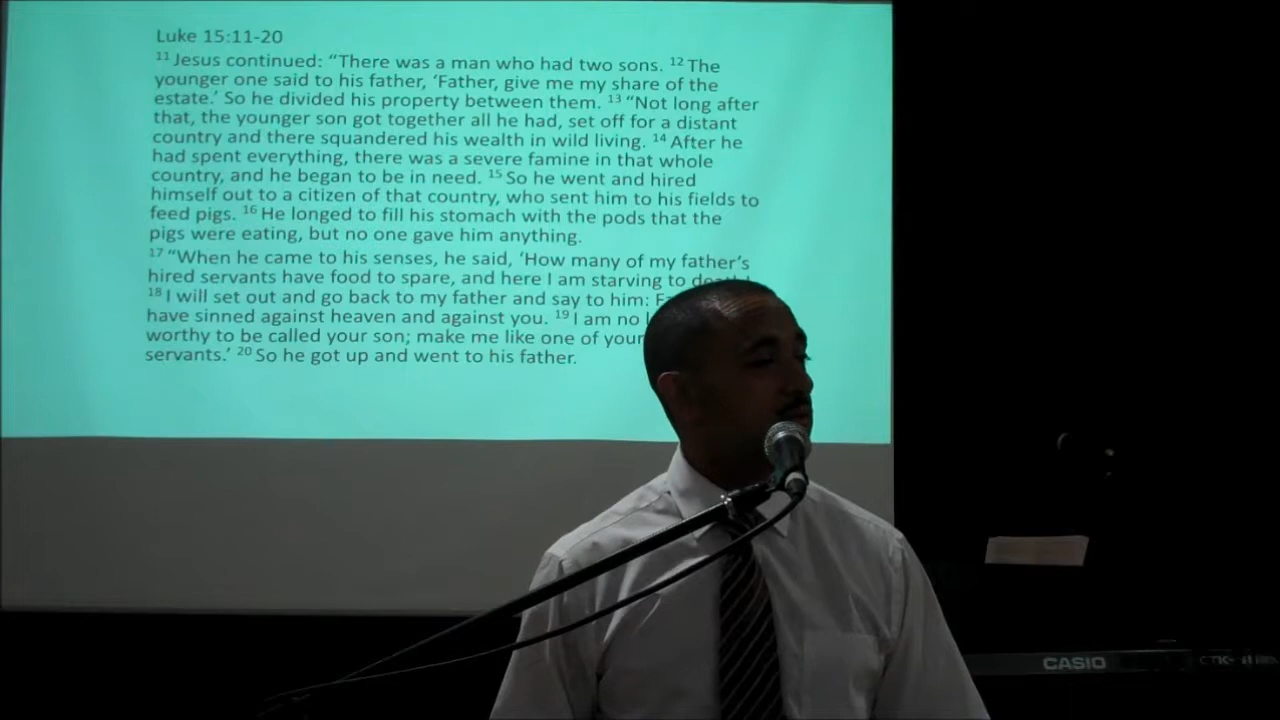 Luke 15:11-20
11 Jesus continued: “There was a man who had two sons. 12 The
younger one said to his father, ‘Father, give me my share of the
estate.’ So he divided his property between them. 13 “Not long after
that, the younger son got together all he had, set off for a distant
country and there squandered his wealth in wild living. 14 After he
had spent everything, there was a severe famine in that whole
country, and he began to be in need. 15 So he went and hired
himself out to a citizen of that country, who sent him to his fields to
feed pigs. 16 He longed to fill his stomach with the pods that the
pigs were eating, but no one gave him anything.
17 “When he came to his senses, he said, ‘How many of my father’s
hired servants have food to spare, and here I am starving to
18 I will set out and go back to my father and say to him:
have sinned against heaven and against you. 19 I am no
worthy to be called your son; make me like one of your
servants.’ 20 So he got up and went to his father.
CASIO